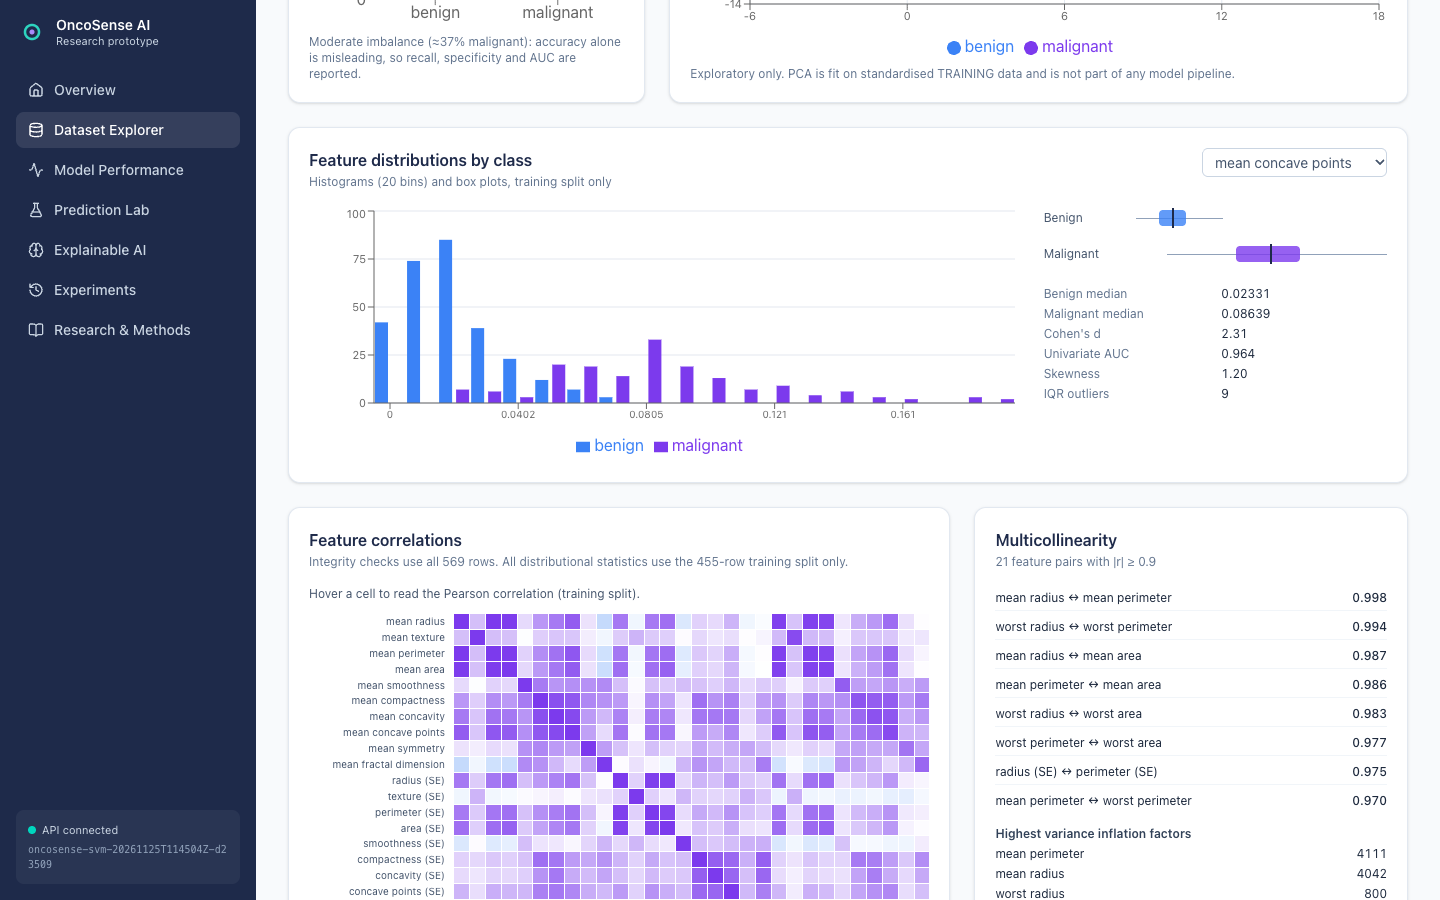 OncoSense AI
Research prototype
Overview
Dataset Explorer
Model Performance
Prediction Lab
Explainable AI
Experiments
Research & Methods
API connected
oncosense-svm-20261125T114504Z-d2
3509
0
benign
malignant
Moderate imbalance (≈37% malignant): accuracy alone
is misleading, so recall, specificity and AUC are
reported.
-14
-6
0
6
12
18
benign
malignant
Exploratory only. PCA is fit on standardised TRAINING data and is not part of any model pipeline.
Feature distributions by class
Histograms (20 bins) and box plots, training split only
mean concave points
100
75
50
25
0
0
0.0402
0.0805
0.121
0.161
benign
malignant
Benign
Malignant
Benign median 0.02331
Malignant median 0.08639
Cohen's d 2.31
Univariate AUC 0.964
Skewness 1.20
IQR outliers 9
Feature correlations
Integrity checks use all 569 rows. All distributional statistics use the 455-row training split only.
Hover a cell to read the Pearson correlation (training split).
mean radius
mean texture
mean perimeter
mean area
mean smoothness
mean compactness
mean concavity
mean concave points
mean symmetry
mean fractal dimension
radius (SE)
texture (SE)
perimeter (SE)
area (SE)
smoothness (SE)
compactness (SE)
concavity (SE)
concave points (SE)
Multicollinearity
21 feature pairs with |r| ≥ 0.9
mean radius ↔ mean perimeter 0.998
worst radius ↔ worst perimeter 0.994
mean radius ↔ mean area 0.987
mean perimeter ↔ mean area 0.986
worst radius ↔ worst area 0.983
worst perimeter ↔ worst area 0.977
radius (SE) ↔ perimeter (SE) 0.975
mean perimeter ↔ worst perimeter 0.970
Highest variance inflation factors
mean perimeter 4111
mean radius 4042
worst radius 800